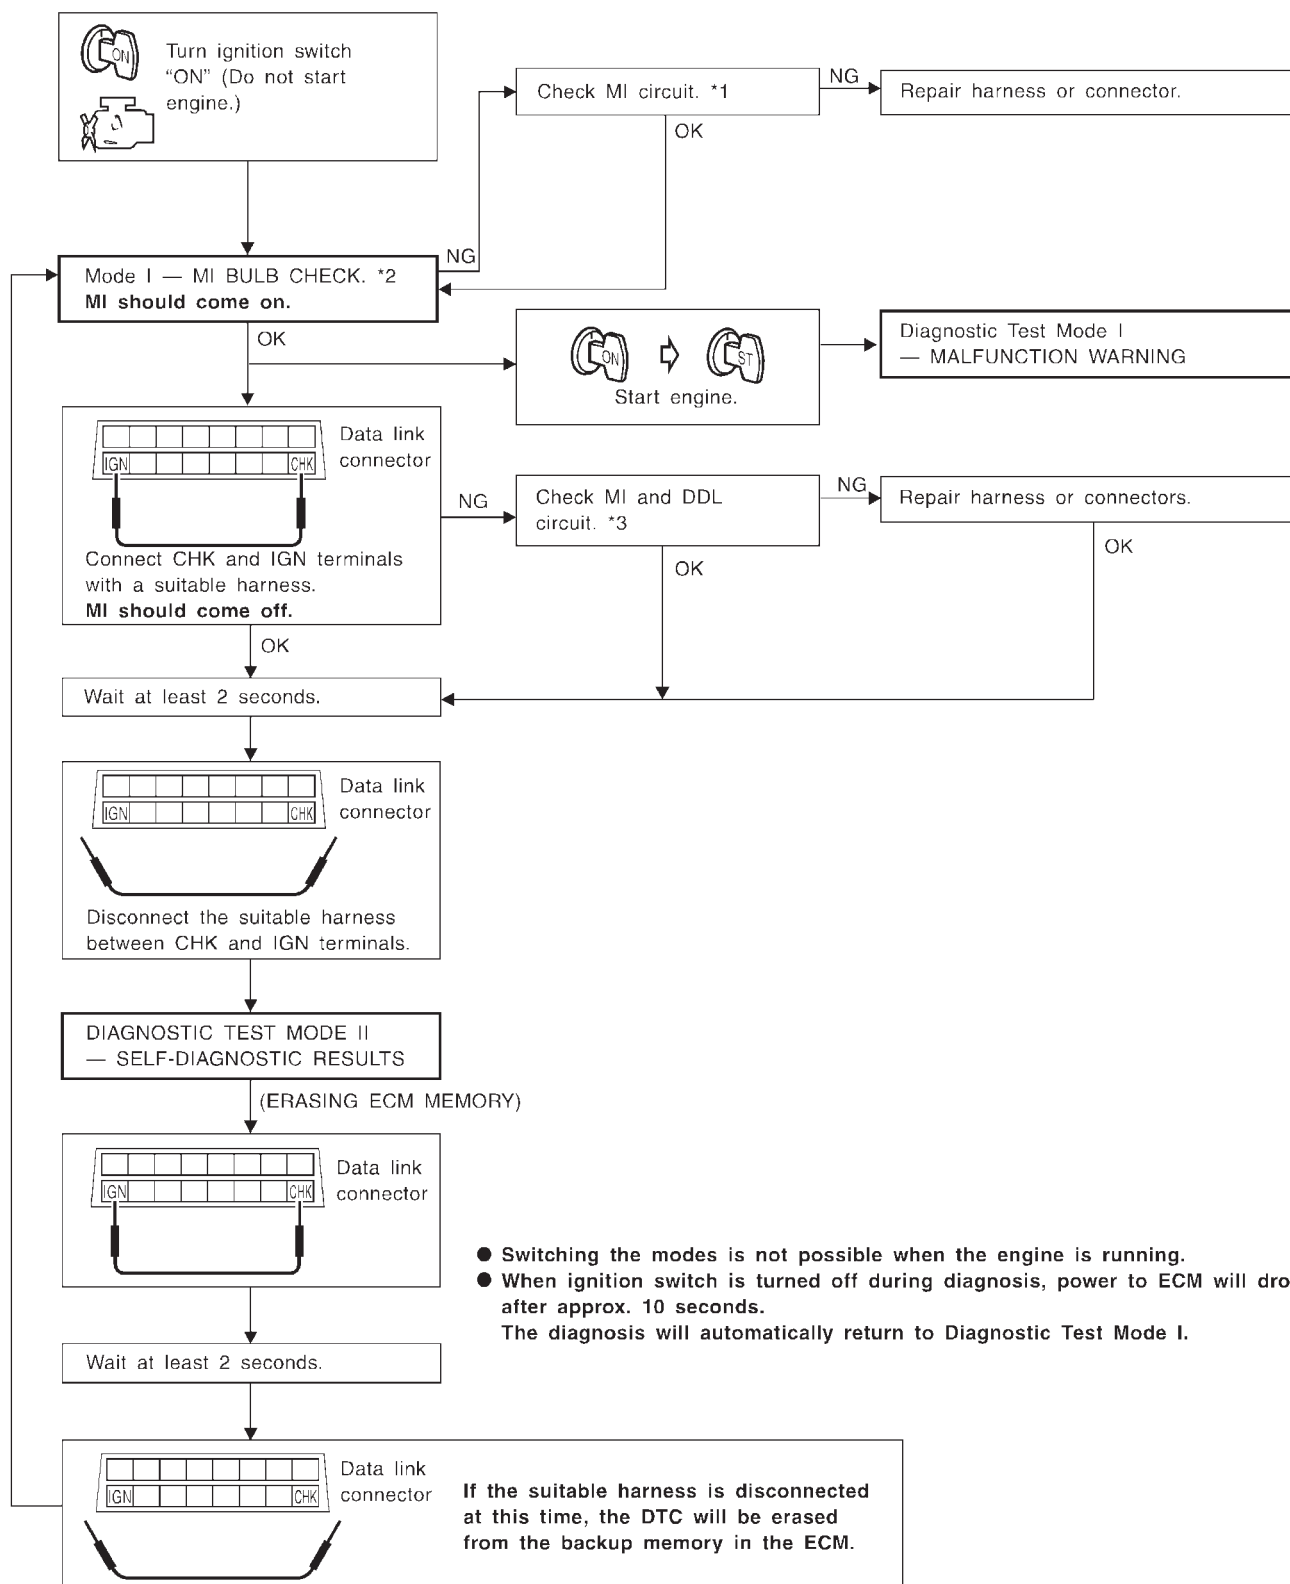 ON
Turn ignition switch
“ON” (Do not start
engine.)
Check MI circuit. *1
NG
Repair harness or connector.
OK
NG
Mode I — MI BULB CHECK. *2
MI should come on.
OK
ON
ST
Start engine.
Diagnostic Test Mode I
— MALFUNCTION WARNING
Data link
connector
IGN
CHK
Connect CHK and IGN terminals
with a suitable harness.
MI should come off.
NG
Check MI and DDL
circuit. *3
NG
Repair harness or connectors.
OK
OK
OK
Wait at least 2 seconds.
Data link
connector
IGN
CHK
Disconnect the suitable harness
between CHK and IGN terminals.
DIAGNOSTIC TEST MODE II
— SELF-DIAGNOSTIC RESULTS
(ERASING ECM MEMORY)
Data link
connector
IGN
CHK
● Switching the modes is not possible when the engine is running.
● When ignition switch is turned off during diagnosis, power to ECM will dro
after approx. 10 seconds.
The diagnosis will automatically return to Diagnostic Test Mode I.
Wait at least 2 seconds.
Data link
connector
IGN
CHK
If the suitable harness is disconnected
at this time, the DTC will be erased
from the backup memory in the ECM.